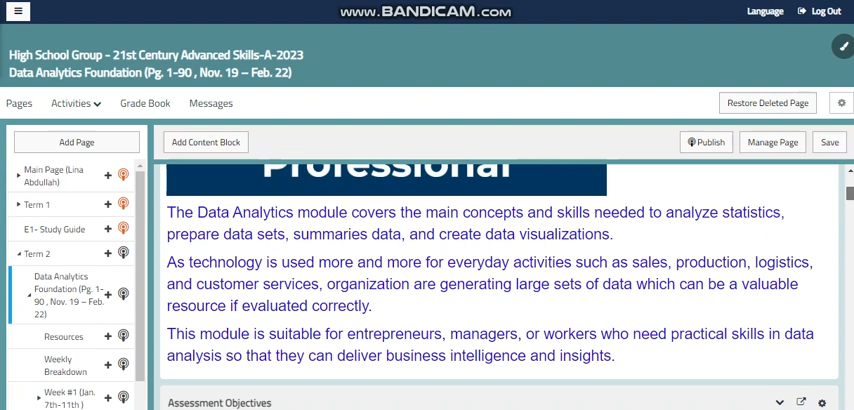 WWW.BANDICAM.COM
Language Log Out
High School Group - 21st Century Advanced Skills-A-2023
Data Analytics Foundation (Pg. 1-90 , Nov. 19 – Feb. 22)
Pages Activities Grade Book Messages Restore Deleted Page
Add Page
Add Content Block Publish Manage Page Save
Main Page (Lina
Abdullah)
Term 1
E1- Study Guide
Term 2
Data Analytics
Foundation (Pg. 1-
90 , Nov. 19 – Feb.
22)
Resources
Weekly
Breakdown
Week #1 (Jan.
7th-11th )
Professional
The Data Analytics module covers the main concepts and skills needed to analyze statistics,
prepare data sets, summaries data, and create data visualizations.
As technology is used more and more for everyday activities such as sales, production, logistics,
and customer services, organization are generating large sets of data which can be a valuable
resource if evaluated correctly.
This module is suitable for entrepreneurs, managers, or workers who need practical skills in data
analysis so that they can deliver business intelligence and insights.
Assessment Objectives